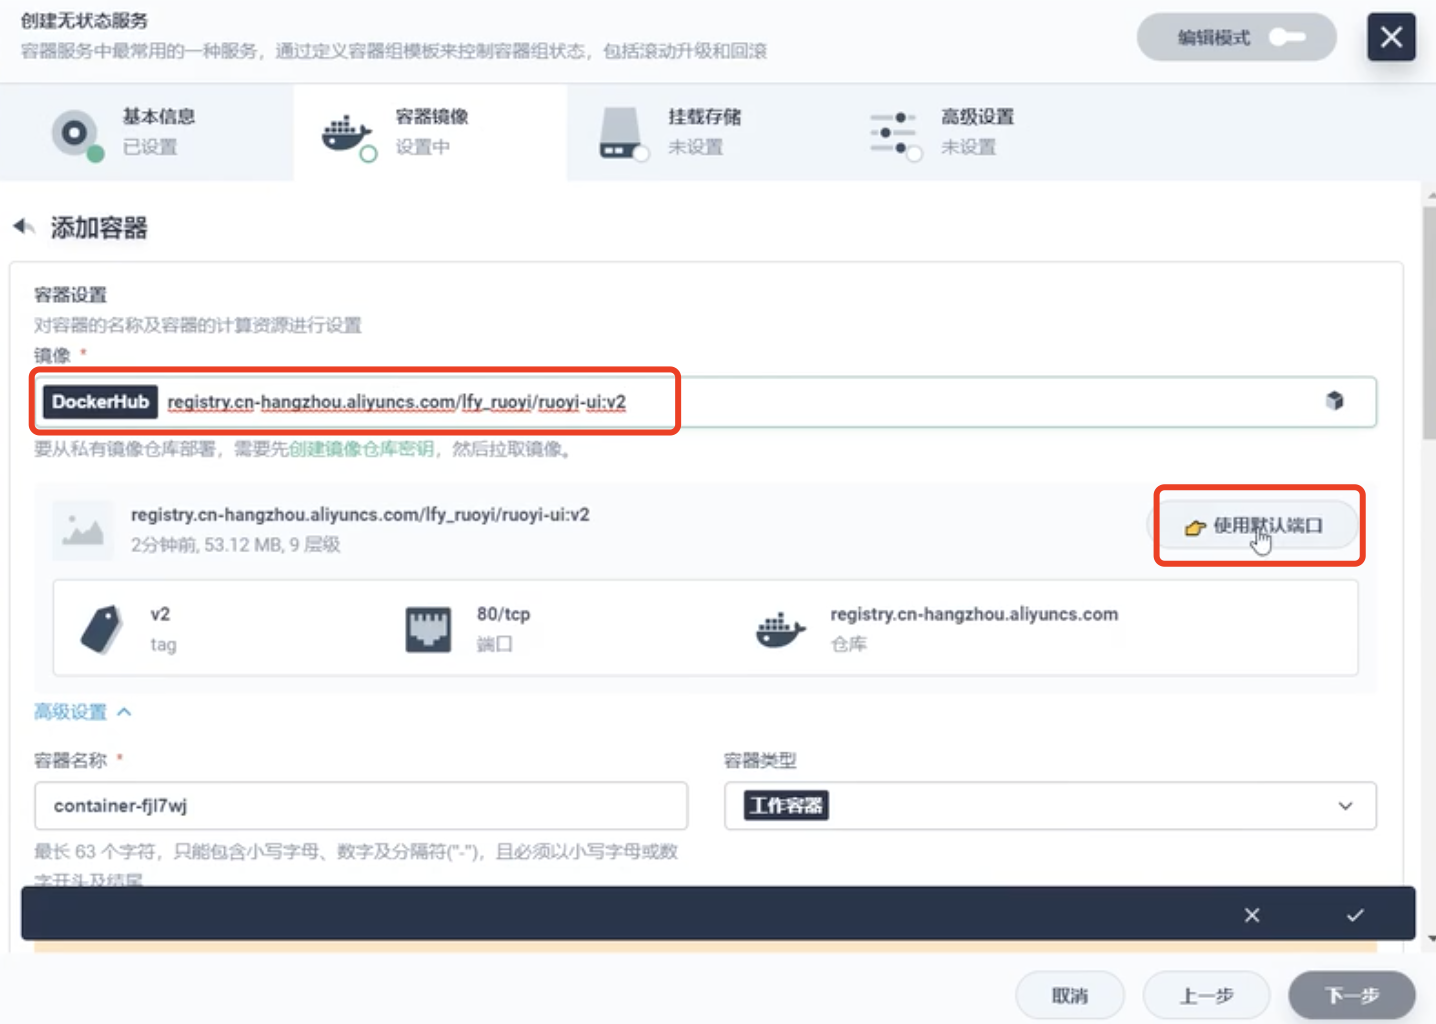 创建无状态服务
容器服务中最常用的一种服务，通过定义容器组模板来控制容器组状态，包括滚动升级和回滚
编辑模式
基本信息
已设置
容器镜像
设置中
挂载存储
未设置
高级设置
未设置
添加容器
容器设置
对容器的名称及容器的计算资源进行设置
镜像 *
DockerHub registry.cn-hangzhou.aliyuncs.com/lfy_ruoyi/ruoyi-ui:v2
要从私有镜像仓库部署，需要先创建镜像仓库密钥，然后拉取镜像。
registry.cn-hangzhou.aliyuncs.com/lfy_ruoyi/ruoyi-ui:v2
2分钟前, 53.12 MB, 9 层级
使用默认端口
v2
tag
80/tcp
端口
registry.cn-hangzhou.aliyuncs.com
仓库
高级设置
容器名称 *
container-fjl7wj
最长 63 个字符，只能包含小写字母、数字及分隔符("-")，且必须以小写字母或数
字开头及结尾
容器类型
工作容器
取消
上一步
下一步